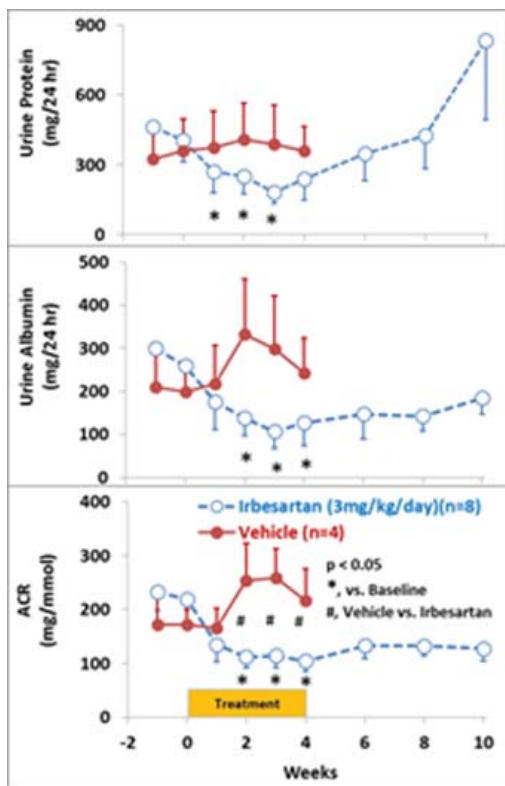 Urine Protein
(mg/24 hr)
900
600
300
0
* * *
Urine Albumin
(mg/24 hr)
500
400
300
200
100
0
* * *
ACR
(mg/mmol)
400
300
200
100
0
Irbesartan (3mg/kg/day)(n=8)
Vehicle (n=4)
p < 0.05
*, vs. Baseline
#, Vehicle vs. Irbesartan
# # #
* * *
Treatment
-2 0 2 4 6 8 10
Weeks